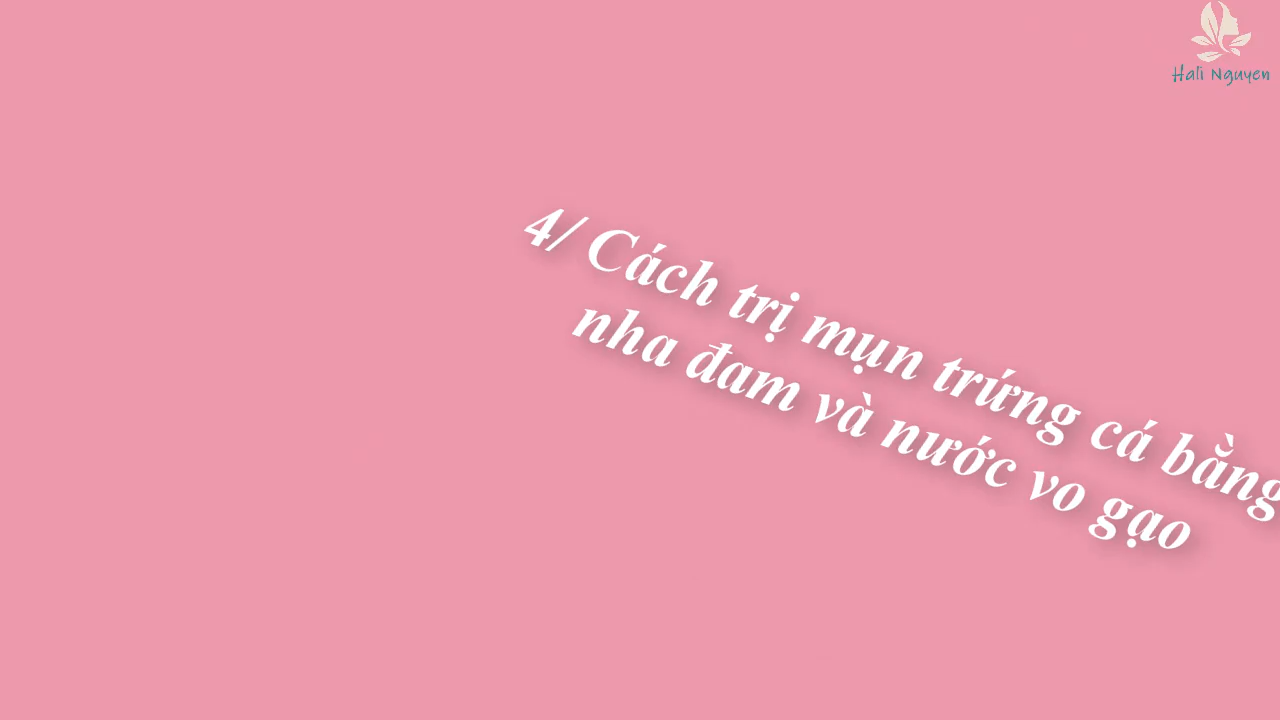 Hali Nguyen
4/ Cách trị mụn trứng cá bằng
nha đam và nước vo gạo